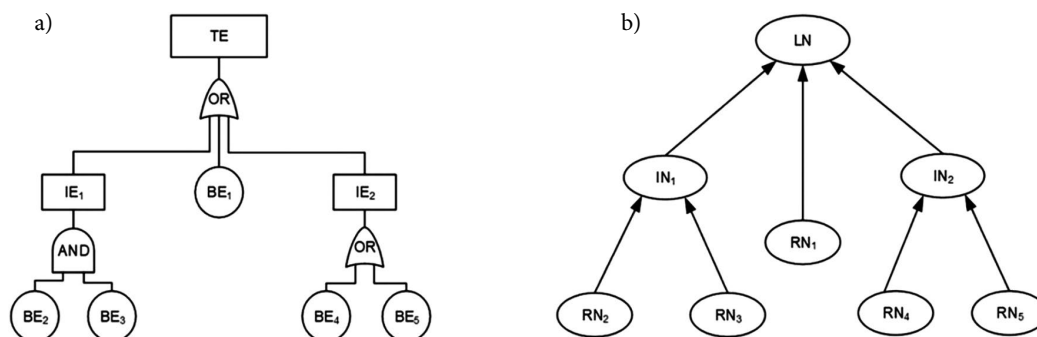 a)
TE
OR
IE₁
BE₁
IE₂
AND
OR
BE₂
BE₃
BE₄
BE₅
b)
LN
IN₁
IN₂
RN₁
RN₂
RN₃
RN₄
RN₅